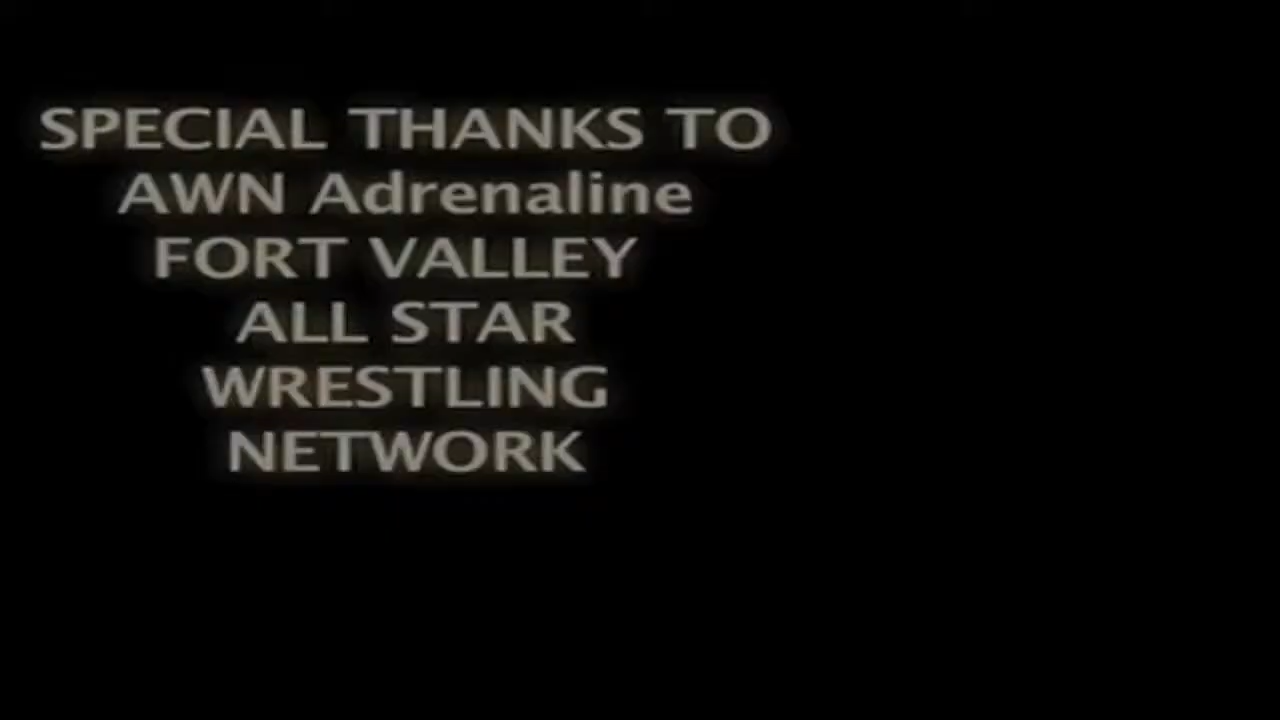 SPECIAL THANKS TO
AWN Adrenaline
FORT VALLEY
ALL STAR
WRESTLING
NETWORK